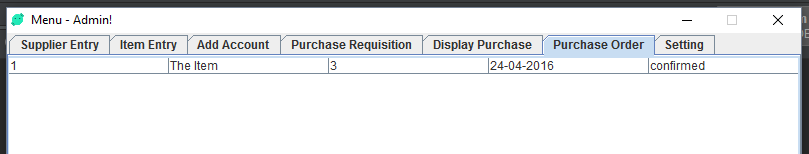 Menu - Admin!
Supplier Entry Item Entry Add Account Purchase Requisition Display Purchase Purchase Order Setting
1 The Item 3 24-04-2016 confirmed